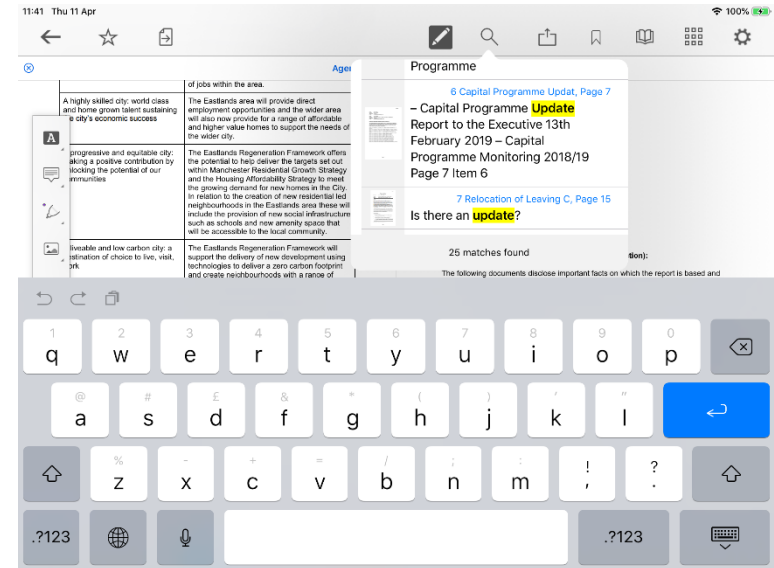 11:41 Thu 11 Apr
100%
Agen
of jobs within the area.
A highly skilled city: world class
and home grown talent sustaining
city's economic success
The Eastlands area will provide direct
employment opportunities and the wider area
will also now provide for a range of affordable
and higher value homes to support the needs of
the wider city.
progressive and equitable city:
aking a positive contribution by
locking the potential of our
mmunities
The Eastlands Regeneration Framework offers
the potential to help deliver the targets set out
within Manchester Residential Growth Strategy
and the Housing Affordability Strategy to meet
the growing demand for new homes in the City.
In relation to the creation of new residential led
neighbourhoods in the Eastlands area these will
include the provision of new social infrastructure
such as schools and new amenity space that
will be accessible to the local community.
liveable and low carbon city: a
stination of choice to live, visit,
ork
The Eastlands Regeneration Framework will
support the delivery of new development using
technologies to deliver a zero carbon footprint
and create neighbourhoods with a range of
A
Programme
6 Capital Programme Updat, Page 7
– Capital Programme Update
Report to the Executive 13th
February 2019 – Capital
Programme Monitoring 2018/19
Page 7 Item 6
7 Relocation of Leaving C, Page 15
Is there an update?
25 matches found
tion):
The following documents disclose important facts on which the report is based and
1 2 3 4 5 6 7 8 9 0
q w e r t y u i o p
@ # £ & * ( ) ' "
a s d f g h j k l
% - + = / ; : ! ?
z x c v b n m , .
.?123 .?123